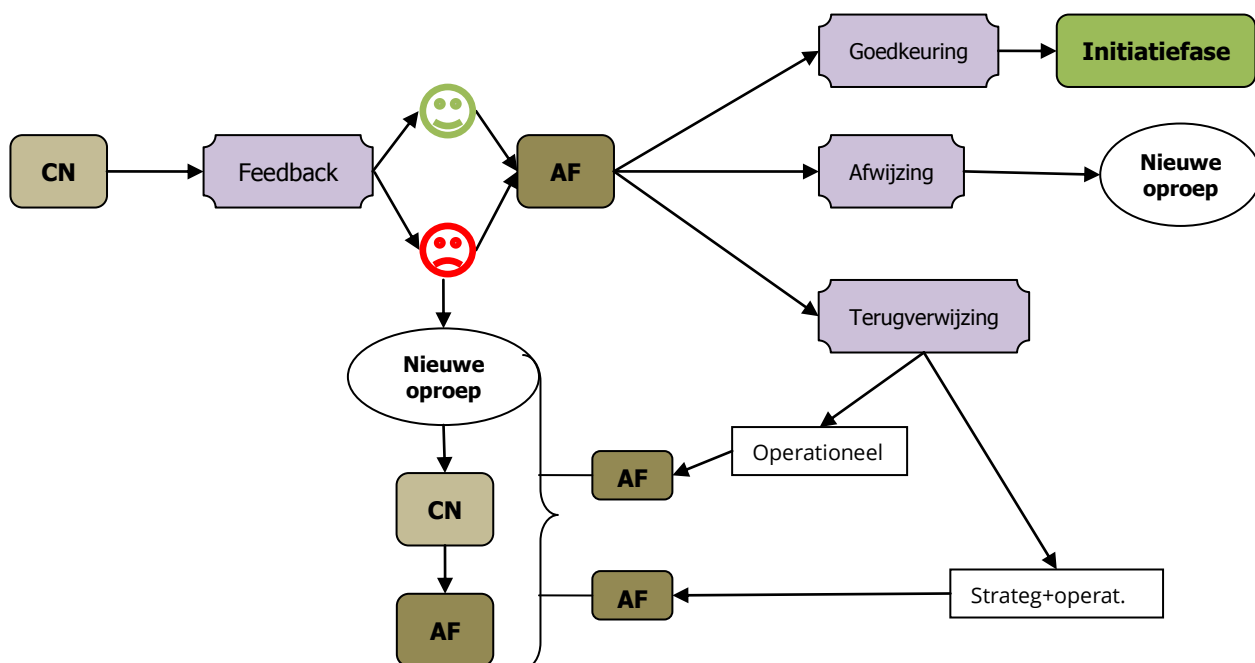 Goedkeuring
Initiatiefase
CN
Feedback
AF
Afwijzing
Nieuwe
oproep
Terugverwijzing
Nieuwe
oproep
Operationeel
AF
CN
Strateg+operat.
AF
AF